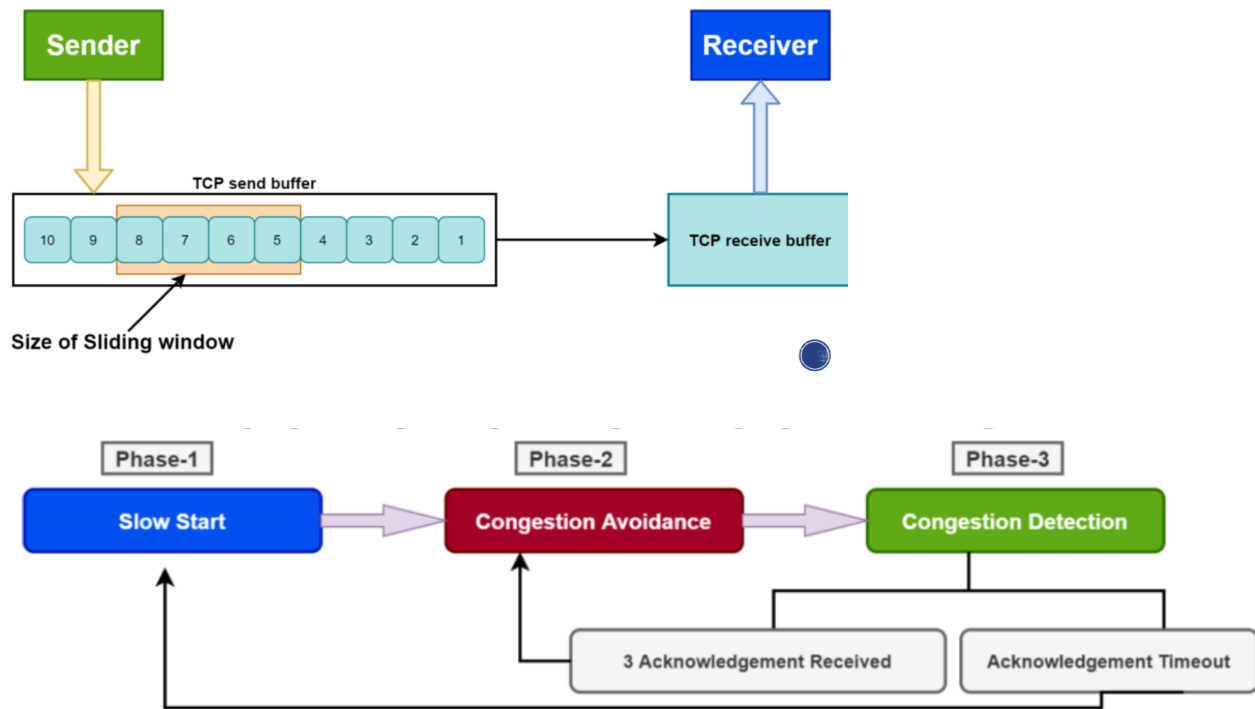 Sender
Receiver
TCP send buffer
10 9 8 7 6 5 4 3 2 1
TCP receive buffer
Size of Sliding window
Phase-1
Phase-2
Phase-3
Slow Start
Congestion Avoidance
Congestion Detection
3 Acknowledgement Received
Acknowledgement Timeout